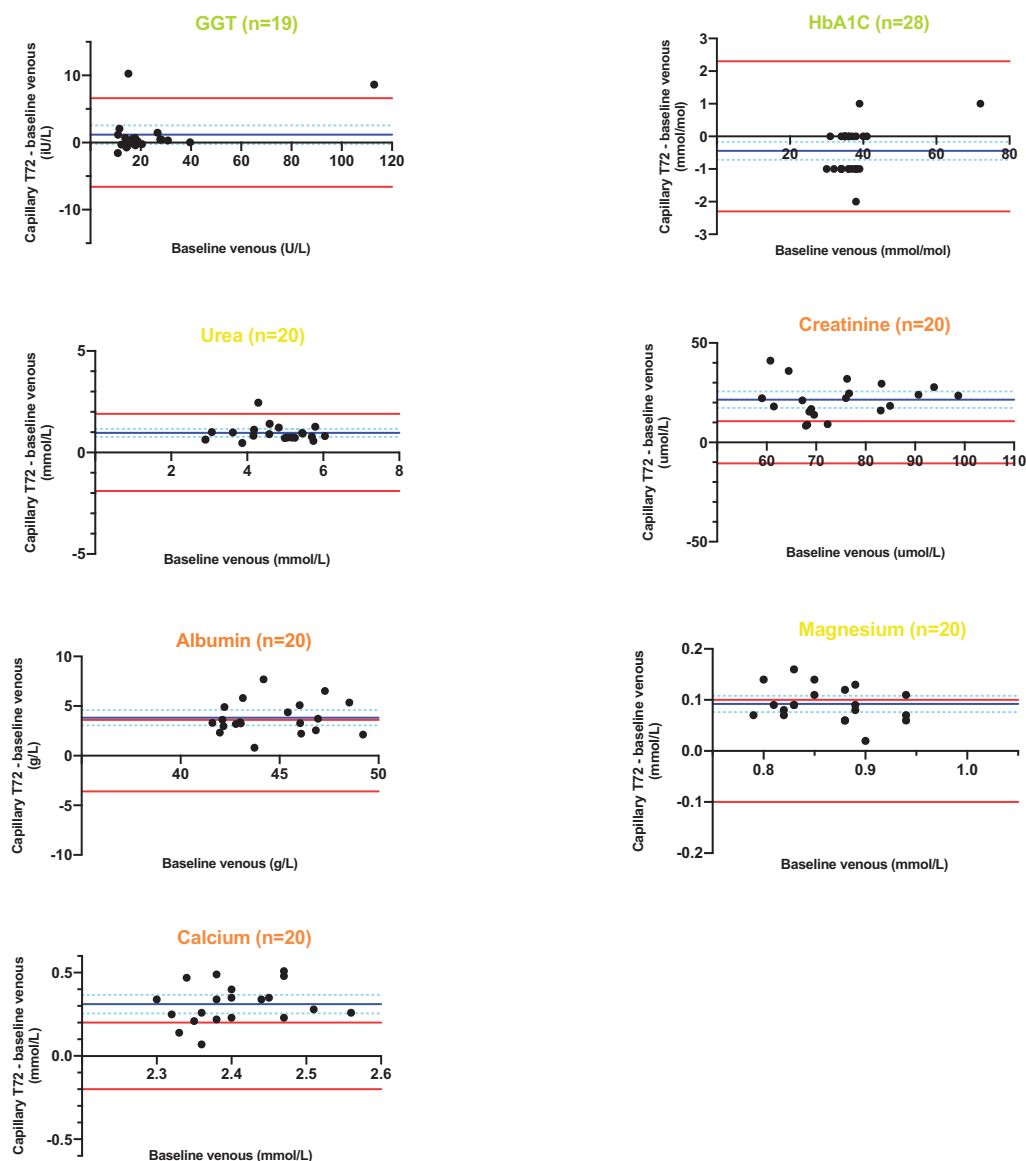 GGT (n=19)
Capillary T72 - baseline venous
(iU/L)
10
0
-10
20
40
60
80
100
120
Baseline venous (U/L)
HbA1C (n=28)
Capillary T72 - baseline venous
(mmol/mol)
3
2
1
0
-1
-2
-3
20
40
60
80
Baseline venous (mmol/mol)
Urea (n=20)
Capillary T72 - baseline venous
(mmol/L)
5
0
-5
2
4
6
8
Baseline venous (mmol/L)
Creatinine (n=20)
Capillary T72 - baseline venous
(umol/L)
50
0
-50
60
70
80
90
100
110
Baseline venous (umol/L)
Albumin (n=20)
Capillary T72 - baseline venous
(g/L)
10
5
0
-5
-10
40
45
50
Baseline venous (g/L)
Magnesium (n=20)
Capillary T72 - baseline venous
(mmol/L)
0.2
0.1
0.0
-0.1
-0.2
0.8
0.9
1.0
Baseline venous (mmol/L)
Calcium (n=20)
Capillary T72 - baseline venous
(mmol/L)
0.5
0.0
-0.5
2.3
2.4
2.5
2.6
Baseline venous (mmol/L)